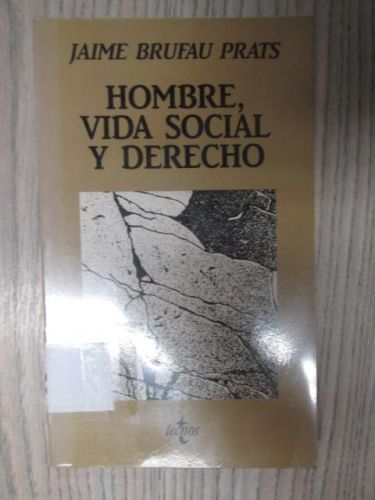 JAIME BRUFAU PRATS
HOMBRE,
VIDA SOCIAL
Y DERECHO
tecnos